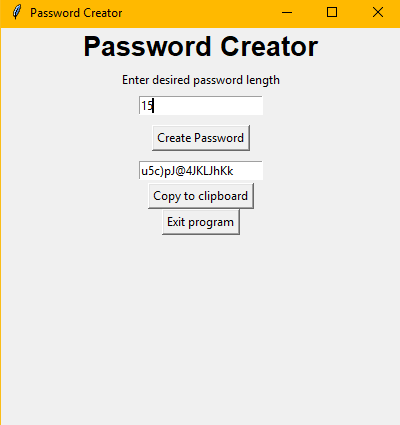 Password Creator
Password Creator
Enter desired password length
15
Create Password
u5c)pJ@4JKLJhKk
Copy to clipboard
Exit program